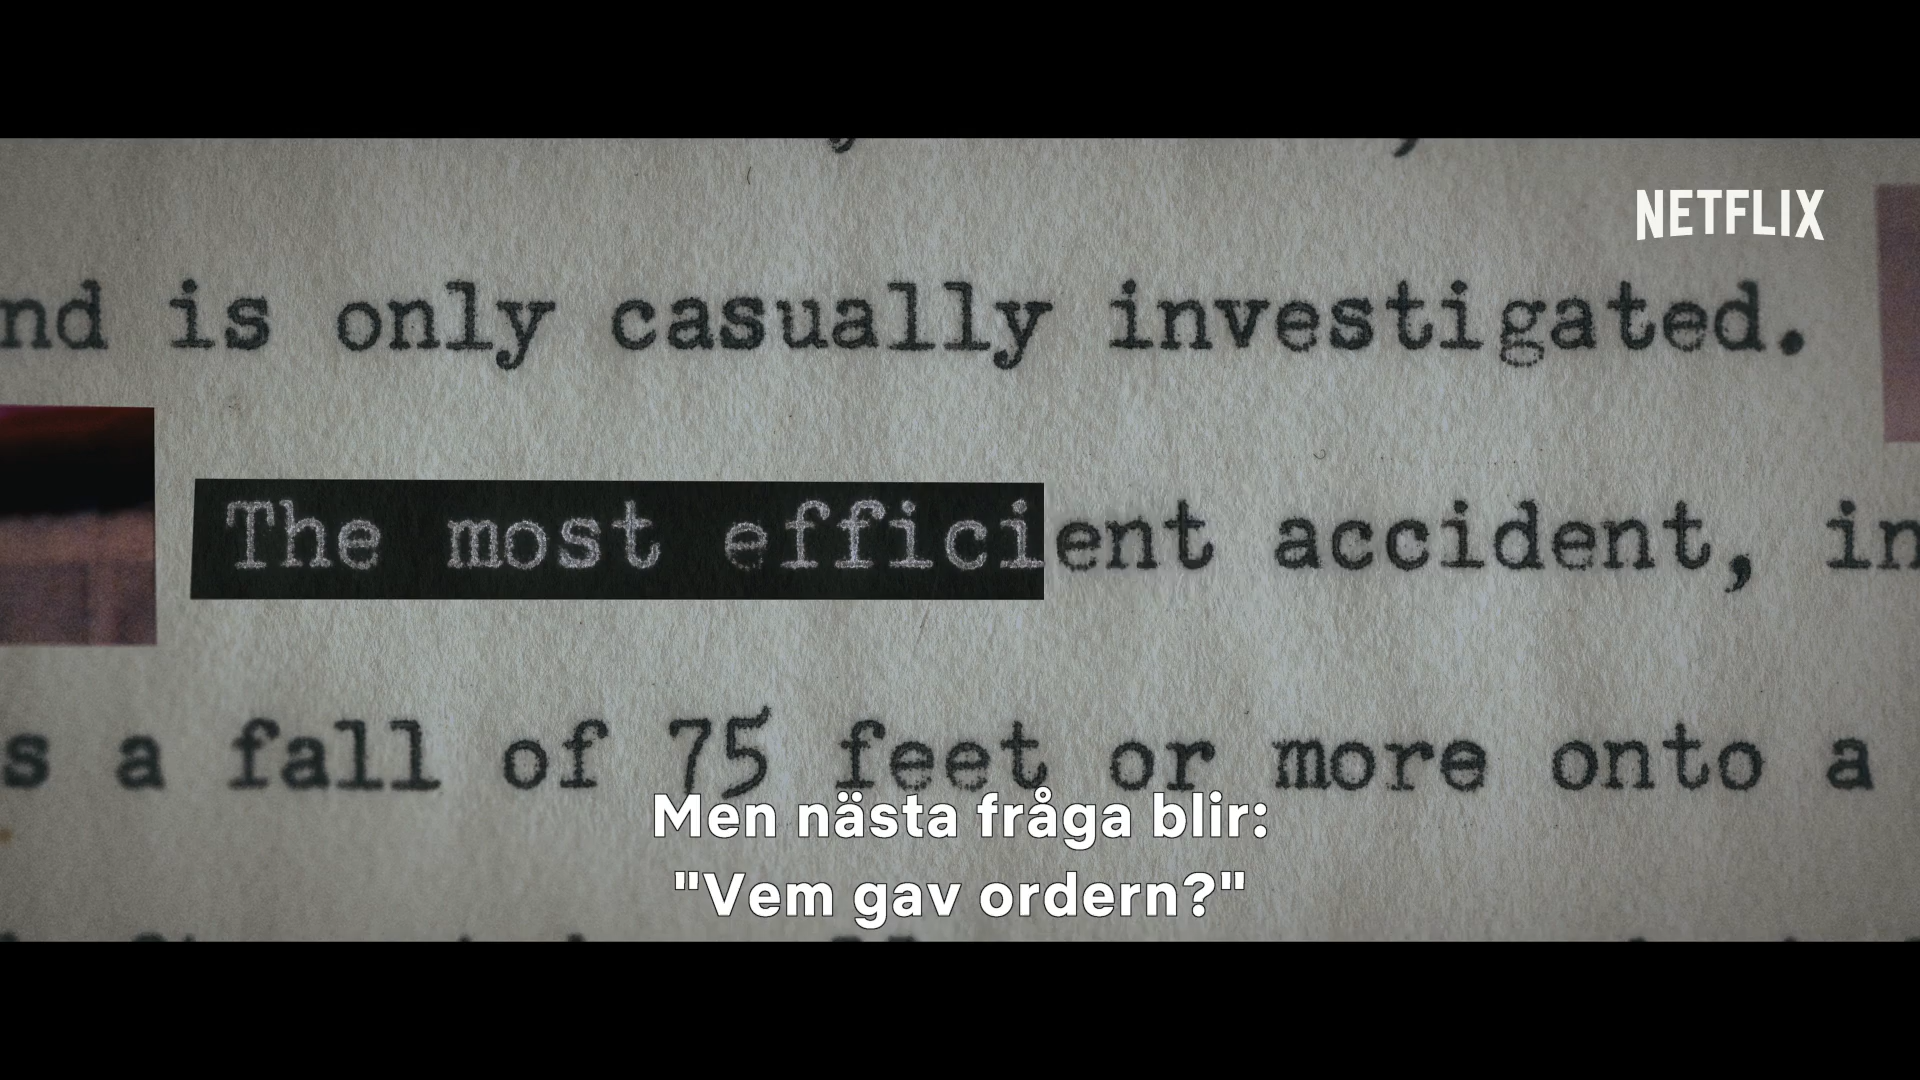 NETFLIX
nd is only casually investigated.
The most efficient accident, in
s a fall of 75 feet or more onto a
Men nästa fråga blir:
"Vem gav ordern?"